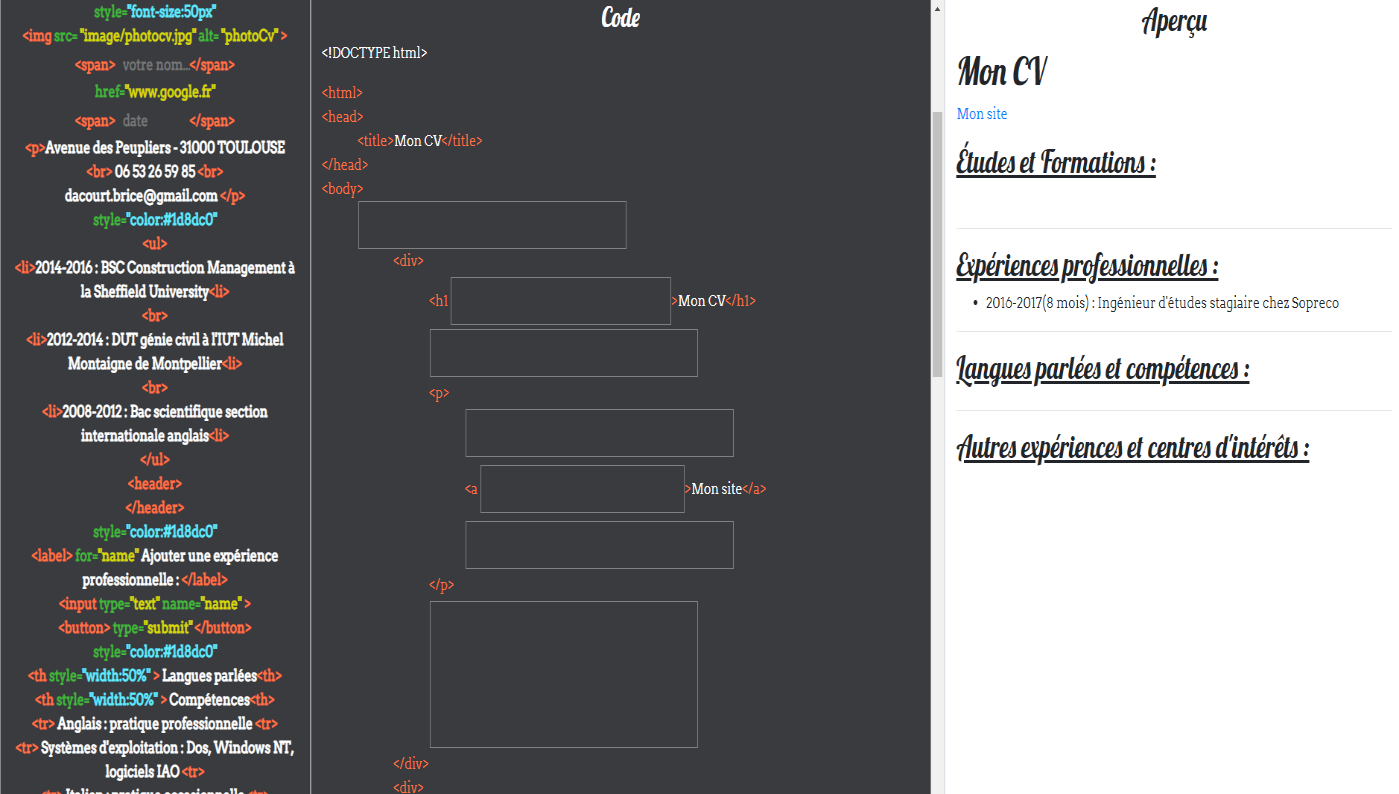 style="font-size:50px"
<img src= "image/photocv.jpg" alt= "photoCv" >
<span> votre nom...</span>
href="www.google.fr"
<span> date </span>
<p>Avenue des Peupliers - 31000 TOULOUSE
<br> 06 53 26 59 85 <br>
dacourt.brice@gmail.com </p>
style="color:#1d8dc0"
<ul>
<li>2014-2016 : BSC Construction Management à
la Sheffield University<li>
<br>
<li>2012-2014 : DUT génie civil à l'IUT Michel
Montaigne de Montpellier<li>
<br>
<li>2008-2012 : Bac scientifique section
internationale anglais<li>
</ul>
<header>
</header>
style="color:#1d8dc0"
<label> for="name" Ajouter une expérience
professionnelle : </label>
<input type="text" name="name" >
<button> type="submit" </button>
style="color:#1d8dc0"
<th style="width:50%" > Langues parlées<th>
<th style="width:50%" > Compétences<th>
<tr> Anglais : pratique professionnelle <tr>
<tr> Systèmes d'exploitation : Dos, Windows NT,
logiciels IAO <tr>
<tr> Italien : pratique occasionnelle <tr>
Code
<!DOCTYPE html>
<html>
<head>
<title>Mon CV</title>
</head>
<body>
<div>
<h1 >Mon CV</h1>
<p>
<a >Mon site</a>
</p>
</div>
<div>
Aperçu
Mon CV
Mon site
Études et Formations :
Expériences professionnelles :
• 2016-2017(8 mois) : Ingénieur d'études stagiaire chez Sopreco
Langues parlées et compétences :
Autres expériences et centres d'intérêts :